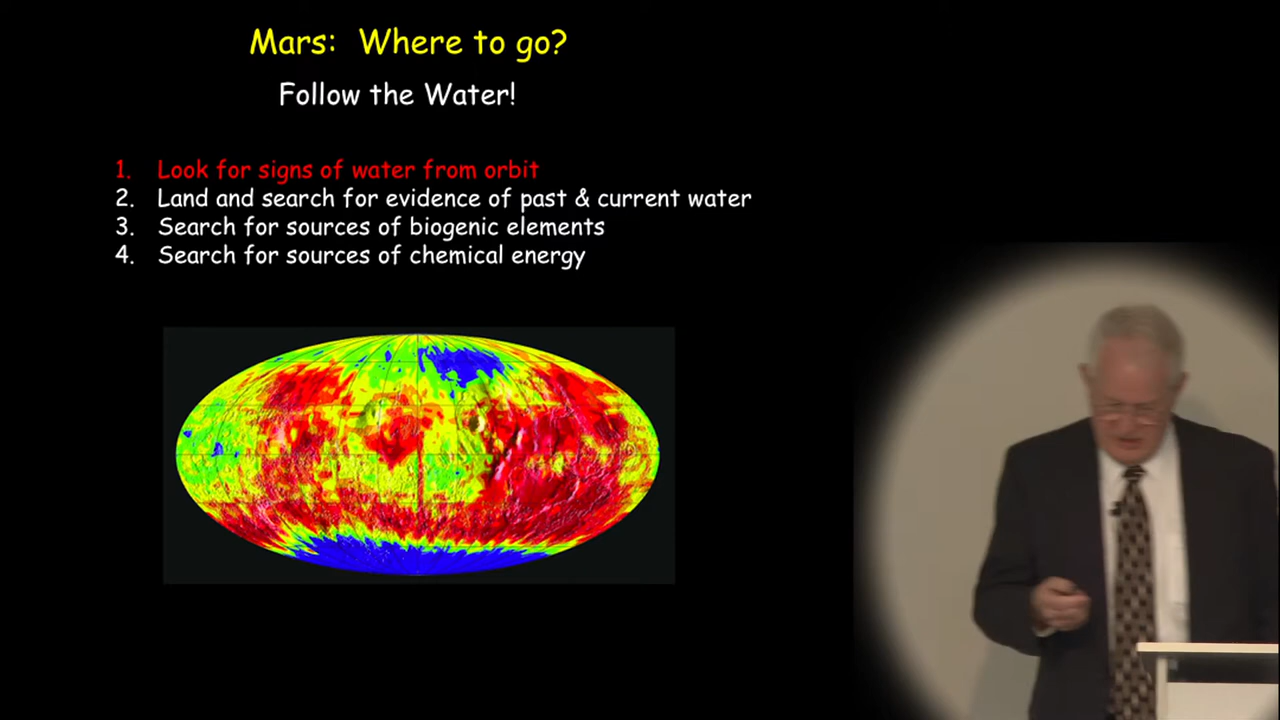 Mars: Where to go?
Follow the Water!
1. Look for signs of water from orbit
2. Land and search for evidence of past & current water
3. Search for sources of biogenic elements
4. Search for sources of chemical energy